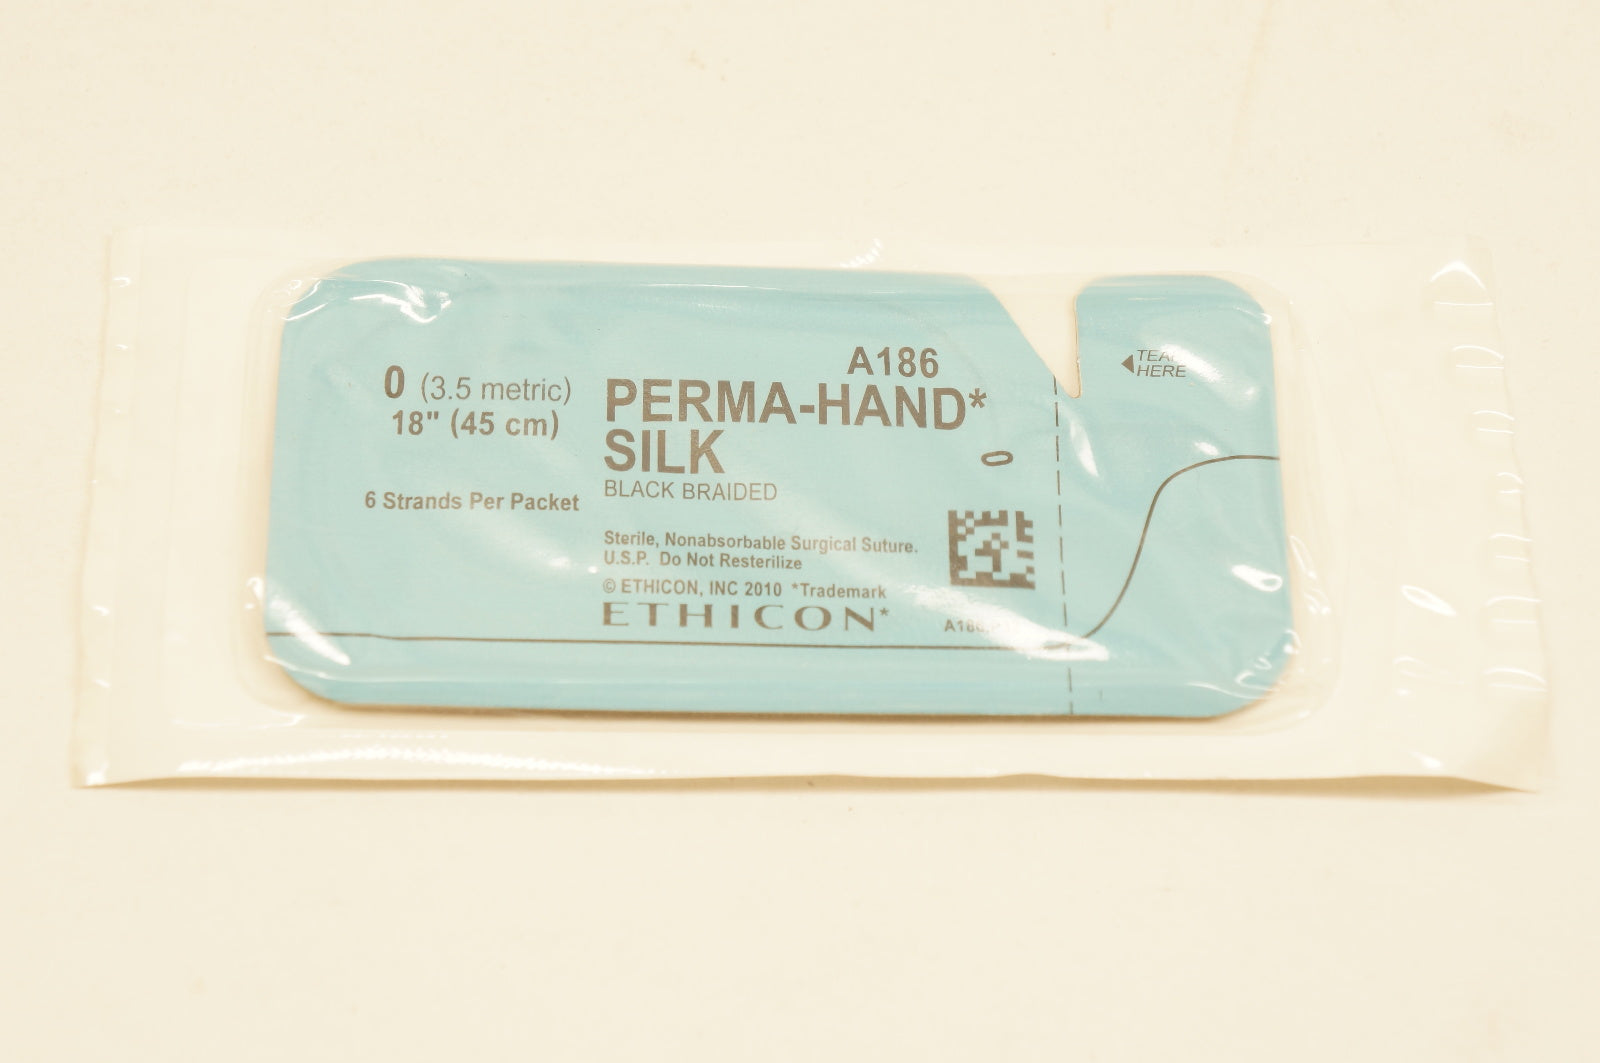 A186
0 (3.5 metric)
18" (45 cm)
6 Strands Per Packet
PERMA-HAND*
SILK
BLACK BRAIDED
0
Sterile, Nonabsorbable Surgical Suture.
U.S.P. Do Not Resterilize
© ETHICON, INC 2010 *Trademark
ETHICON*
HERE